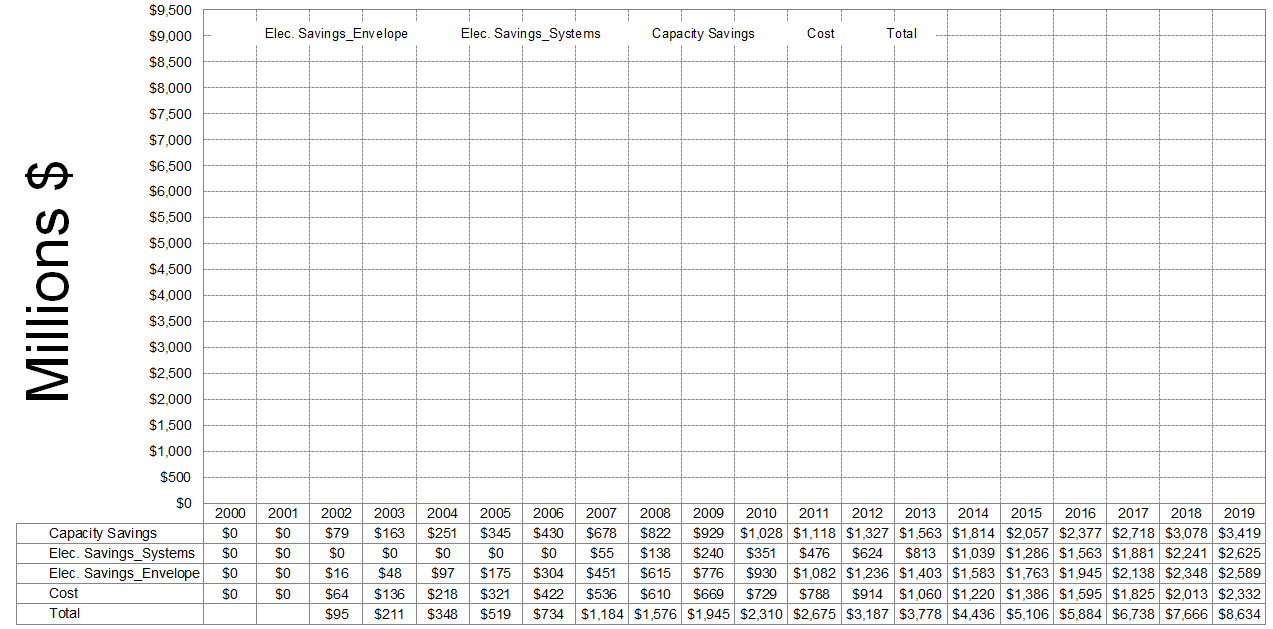 $9,500
$9,000
Elec. Savings_Envelope Elec. Savings_Systems Capacity Savings Cost Total
$8,500
$8,000
$7,500
$7,000
$6,500
$6,000
$5,500
$5,000
$4,500
$4,000
$3,500
$3,000
$2,500
$2,000
$1,500
$1,000
$500
$0
Millions $
2000 2001 2002 2003 2004 2005 2006 2007 2008 2009 2010 2011 2012 2013 2014 2015 2016 2017 2018 2019
Capacity Savings $0 $0 $79 $163 $251 $345 $430 $678 $822 $929 $1,028 $1,118 $1,327 $1,563 $1,814 $2,057 $2,377 $2,718 $3,078 $3,419
Elec. Savings_Systems $0 $0 $0 $0 $0 $0 $0 $55 $138 $240 $351 $476 $624 $813 $1,039 $1,286 $1,563 $1,881 $2,241 $2,625
Elec. Savings_Envelope $0 $0 $16 $48 $97 $175 $304 $451 $615 $776 $930 $1,082 $1,236 $1,403 $1,583 $1,763 $1,945 $2,138 $2,348 $2,589
Cost $0 $0 $64 $136 $218 $321 $422 $536 $610 $669 $729 $788 $914 $1,060 $1,220 $1,386 $1,595 $1,825 $2,013 $2,332
Total $95 $211 $348 $519 $734 $1,184 $1,576 $1,945 $2,310 $2,675 $3,187 $3,778 $4,436 $5,106 $5,884 $6,738 $7,666 $8,634